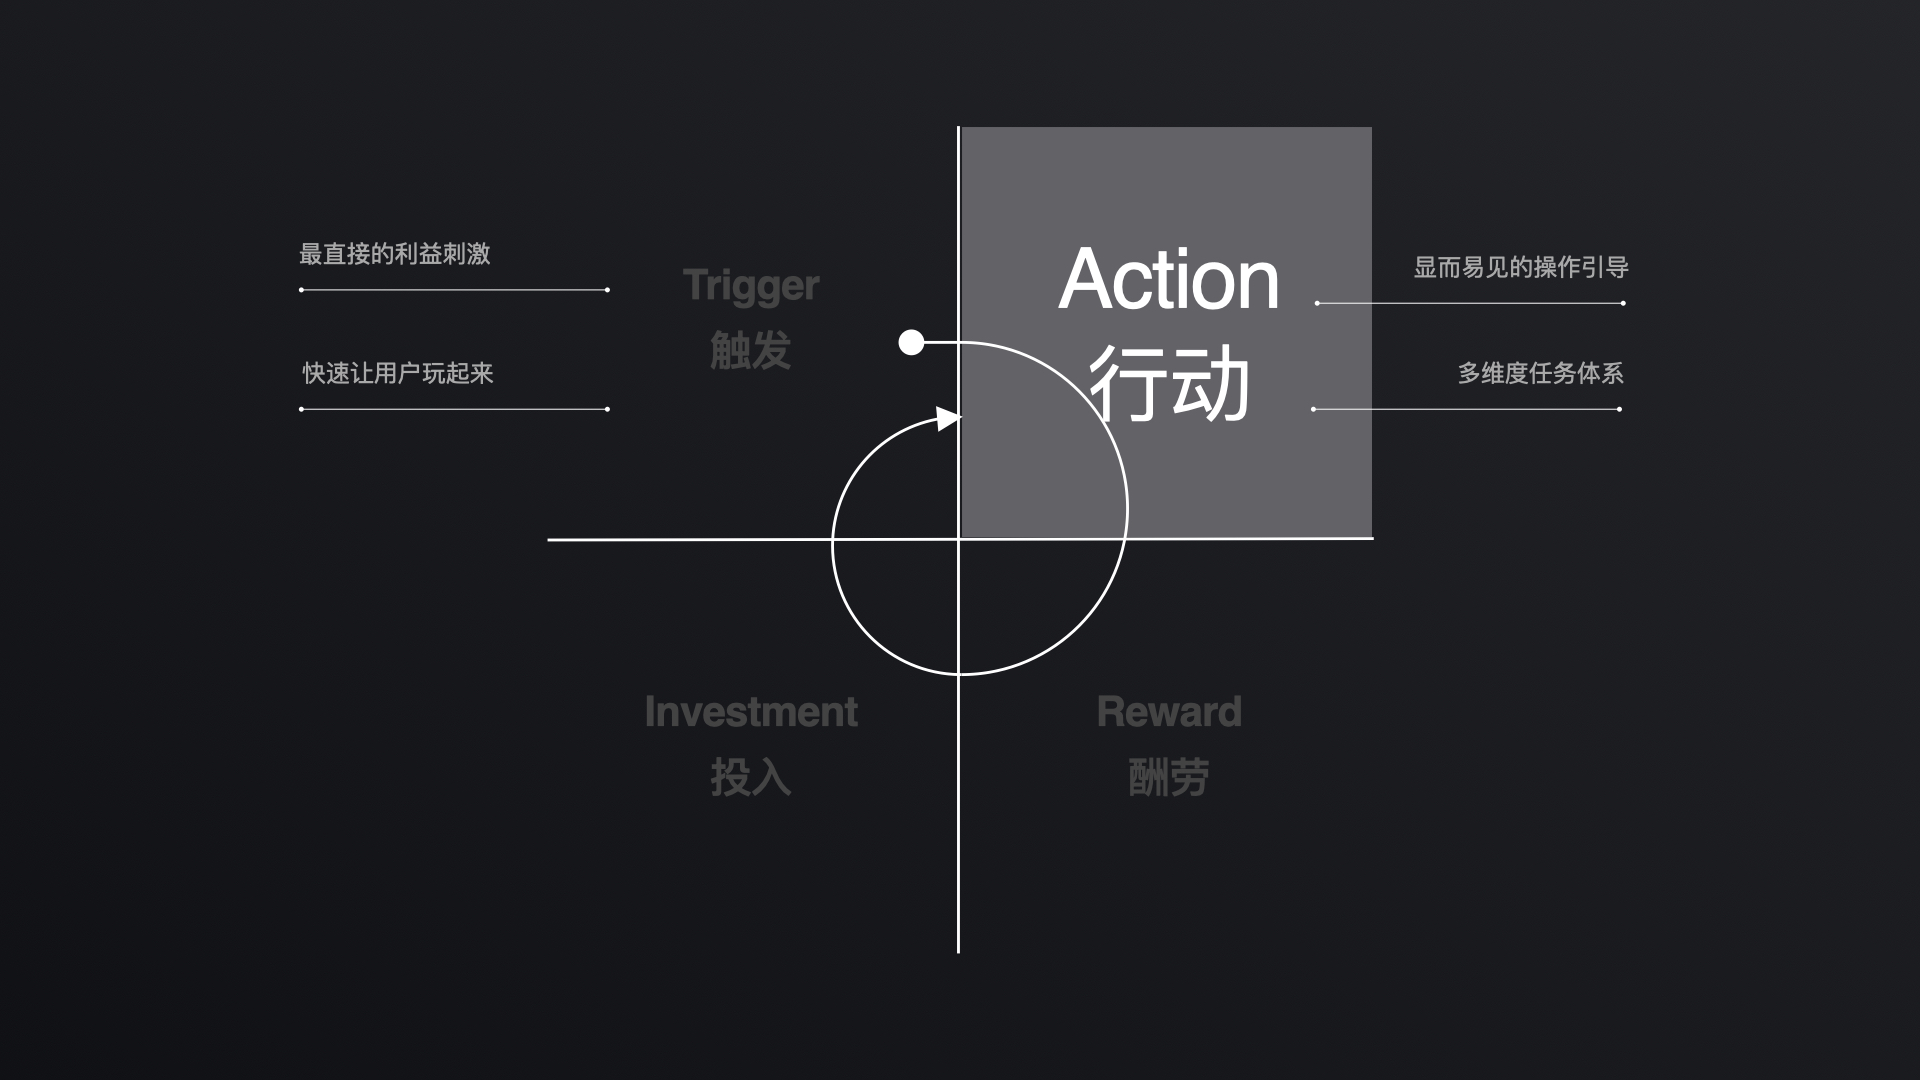 最直接的利益刺激
快速让用户玩起来
Trigger
触发
Action
行动
显而易见的操作引导
多维度任务体系
Investment
投入
Reward
酬劳